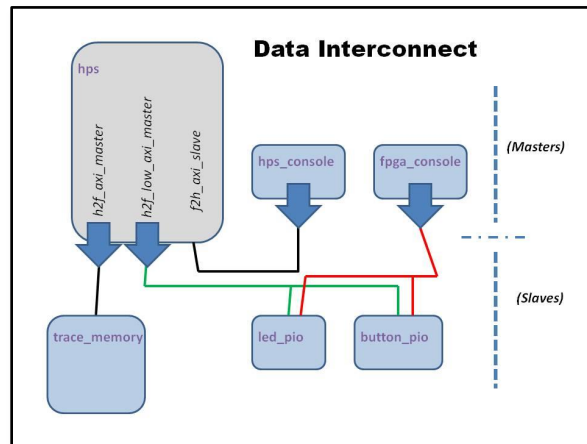 Data Interconnect
hps
h2f_axi_master
h2f_low_axi_master
f2h_axi_slave
hps_console
fpga_console
(Masters)
(Slaves)
trace_memory
led_pio
button_pio